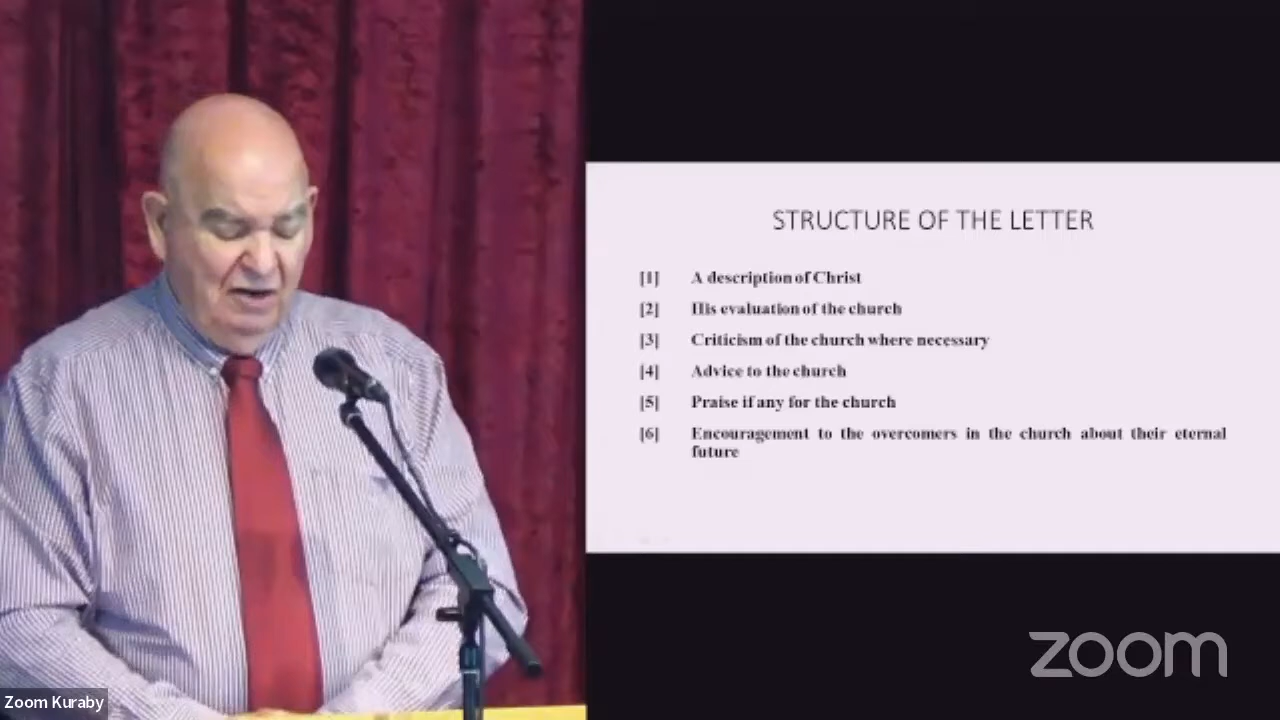 STRUCTURE OF THE LETTER
[1] A description of Christ
[2] His evaluation of the church
[3] Criticism of the church where necessary
[4] Advice to the church
[5] Praise if any for the church
[6] Encouragement to the overcomers in the church about their eternal
future
zoom
Zoom Kuraby